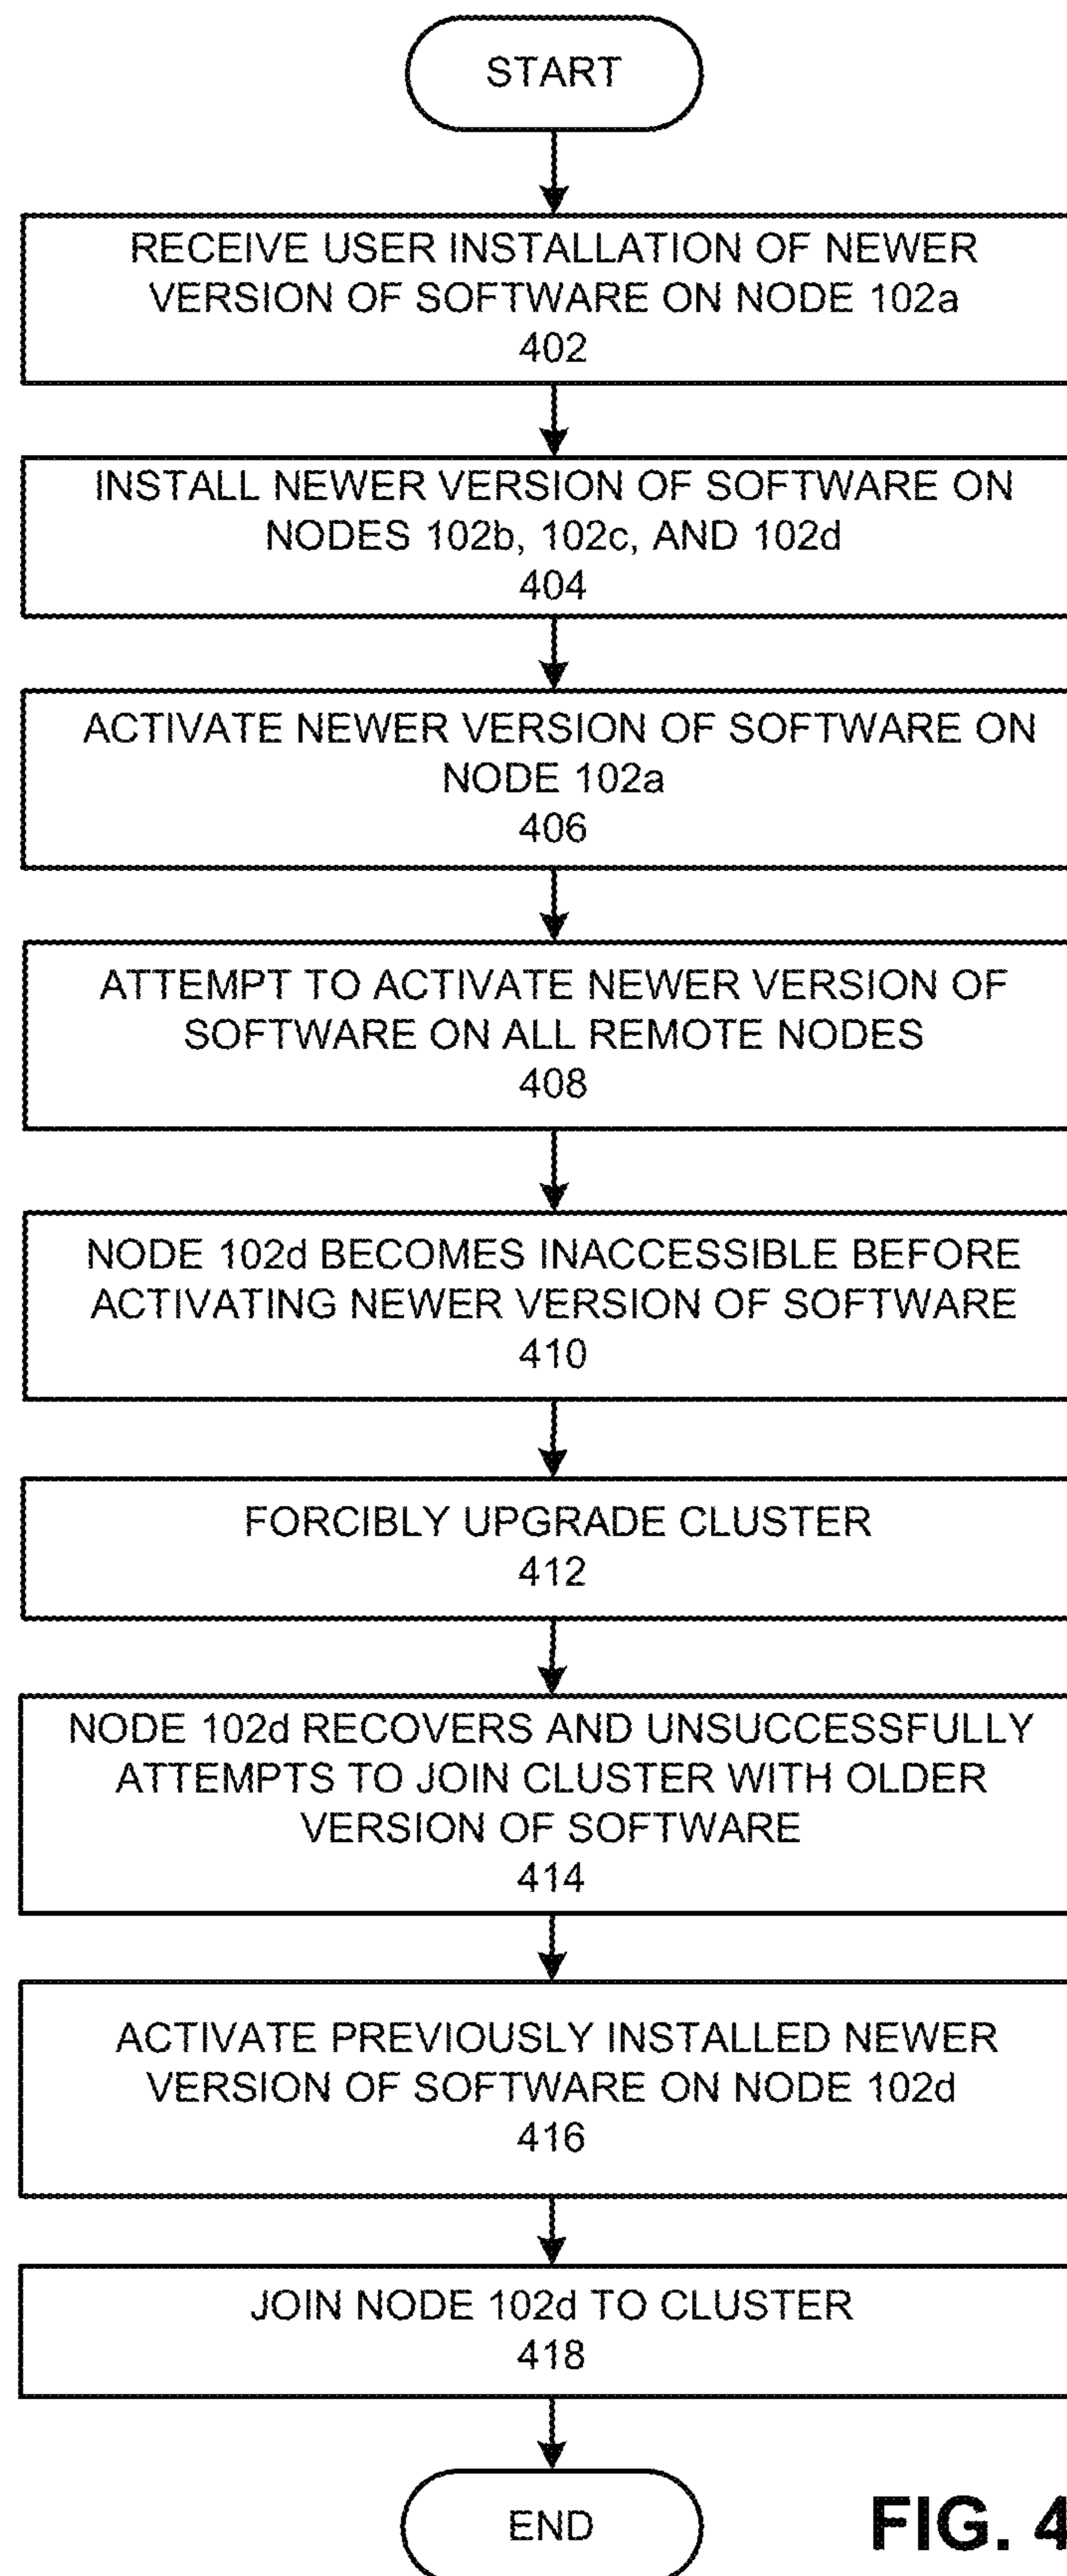 START
RECEIVE USER INSTALLATION OF NEWER
VERSION OF SOFTWARE ON NODE 102a
402
INSTALL NEWER VERSION OF SOFTWARE ON
NODES 102b, 102c, AND 102d
404
ACTIVATE NEWER VERSION OF SOFTWARE ON
NODE 102a
406
ATTEMPT TO ACTIVATE NEWER VERSION OF
SOFTWARE ON ALL REMOTE NODES
408
NODE 102d BECOMES INACCESSIBLE BEFORE
ACTIVATING NEWER VERSION OF SOFTWARE
410
FORCIBLY UPGRADE CLUSTER
412
NODE 102d RECOVERS AND UNSUCCESSFULLY
ATTEMPTS TO JOIN CLUSTER WITH OLDER
VERSION OF SOFTWARE
414
ACTIVATE PREVIOUSLY INSTALLED NEWER
VERSION OF SOFTWARE ON NODE 102d
416
JOIN NODE 102d TO CLUSTER
418
END
FIG. 4